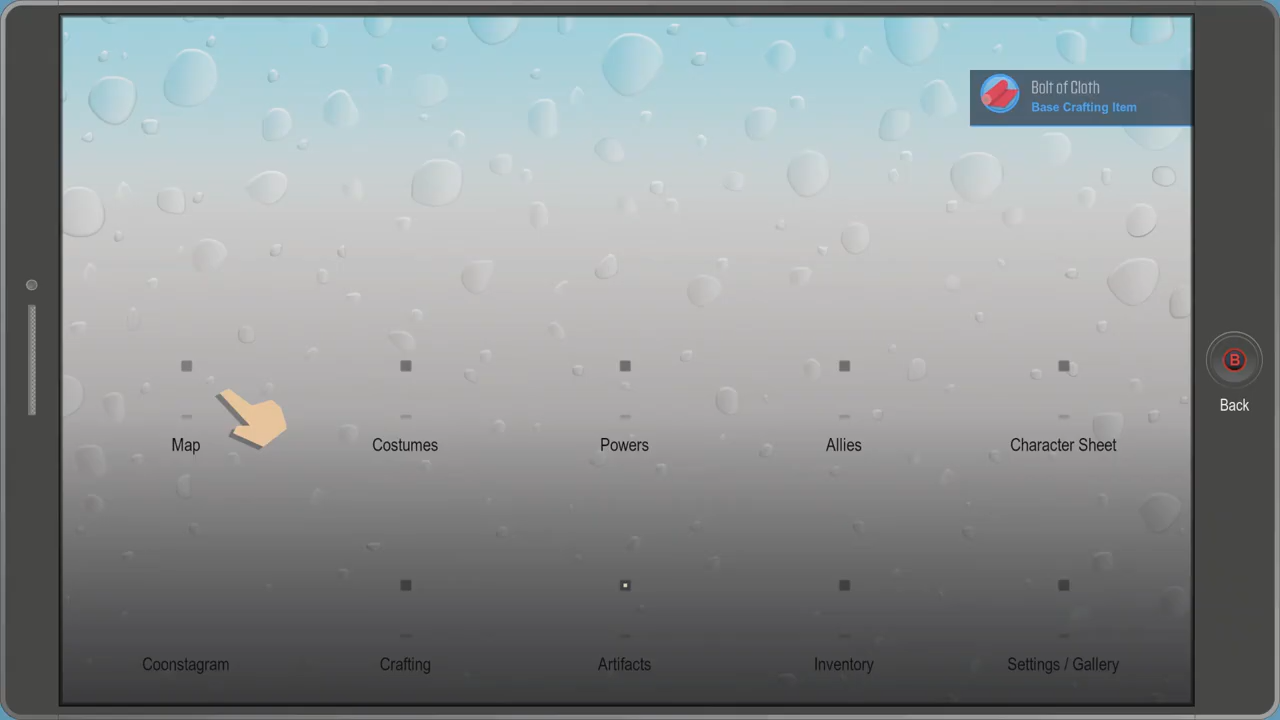 Bolt of Cloth
Base Crafting Item
B
Back
Map
Costumes
Powers
Allies
Character Sheet
Coonstagram
Crafting
Artifacts
Inventory
Settings / Gallery